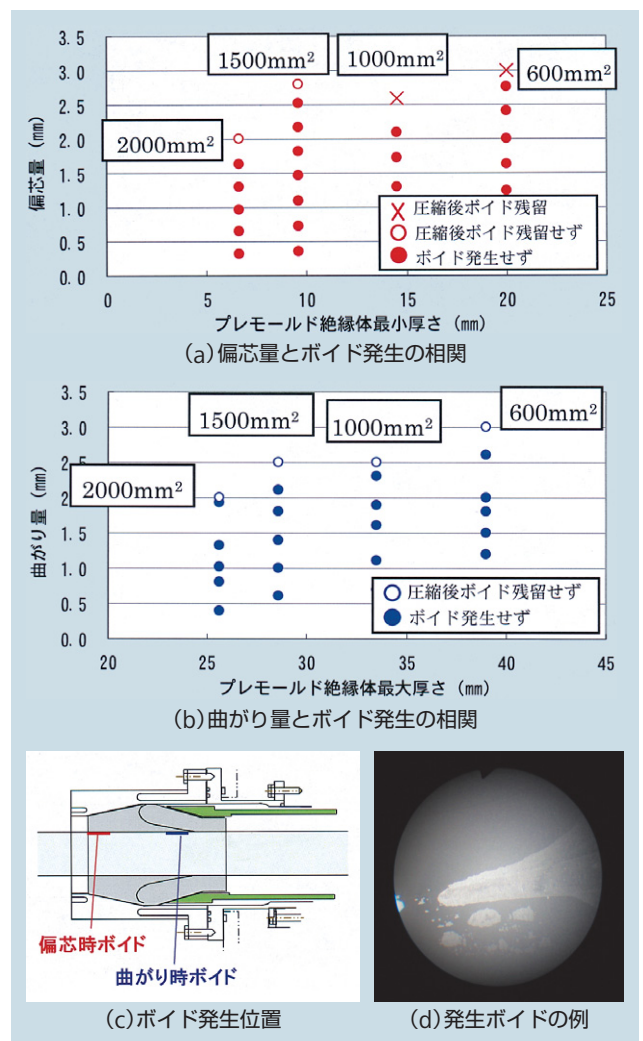 3.5
3.0
2.5
2.0
1.5
1.0
0.5
0.0
偏芯量（mm）
2000mm²
1500mm²
1000mm²
600mm²
圧縮後ボイド残留
圧縮後ボイド残留せず
ボイド発生せず
0 5 10 15 20 25
プレモールド絶縁体最小厚さ（mm）
(a)偏芯量とボイド発生の相関
3.5
3.0
2.5
2.0
1.5
1.0
0.5
0.0
曲がり量（mm）
2000mm²
1500mm²
1000mm²
600mm²
圧縮後ボイド残留せず
ボイド発生せず
20 25 30 35 40 45
プレモールド絶縁体最大厚さ（mm）
(b)曲がり量とボイド発生の相関
偏芯時ボイド
曲がり時ボイド
(c)ボイド発生位置
(d)発生ボイドの例